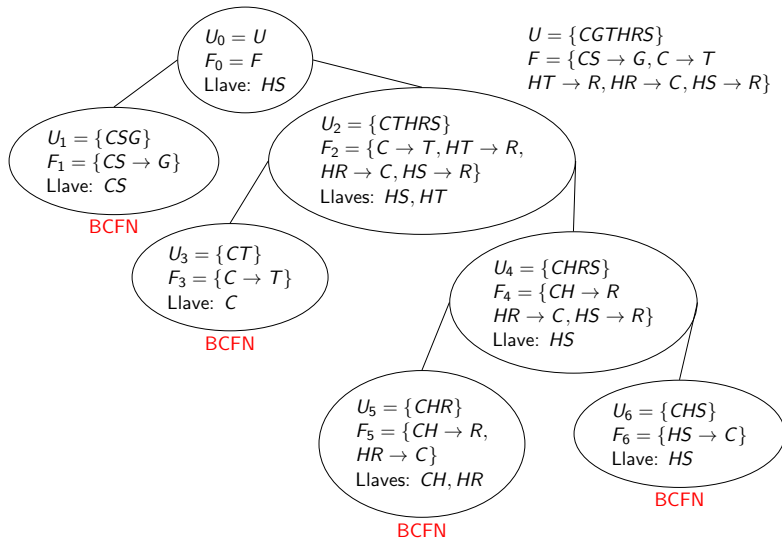 U₀ = U
F₀ = F
Llave: HS
U = {CGTHRS}
F = {CS → G, C → T
HT → R, HR → C, HS → R}
U₁ = {CSG}
F₁ = {CS → G}
Llave: CS
BCFN
U₂ = {CTHRS}
F₂ = {C → T, HT → R,
HR → C, HS → R}
Llaves: HS, HT
U₃ = {CT}
F₃ = {C → T}
Llave: C
BCFN
U₄ = {CHRS}
F₄ = {CH → R
HR → C, HS → R}
Llave: HS
U₅ = {CHR}
F₅ = {CH → R,
HR → C}
Llaves: CH, HR
BCFN
U₆ = {CHS}
F₆ = {HS → C}
Llave: HS
BCFN